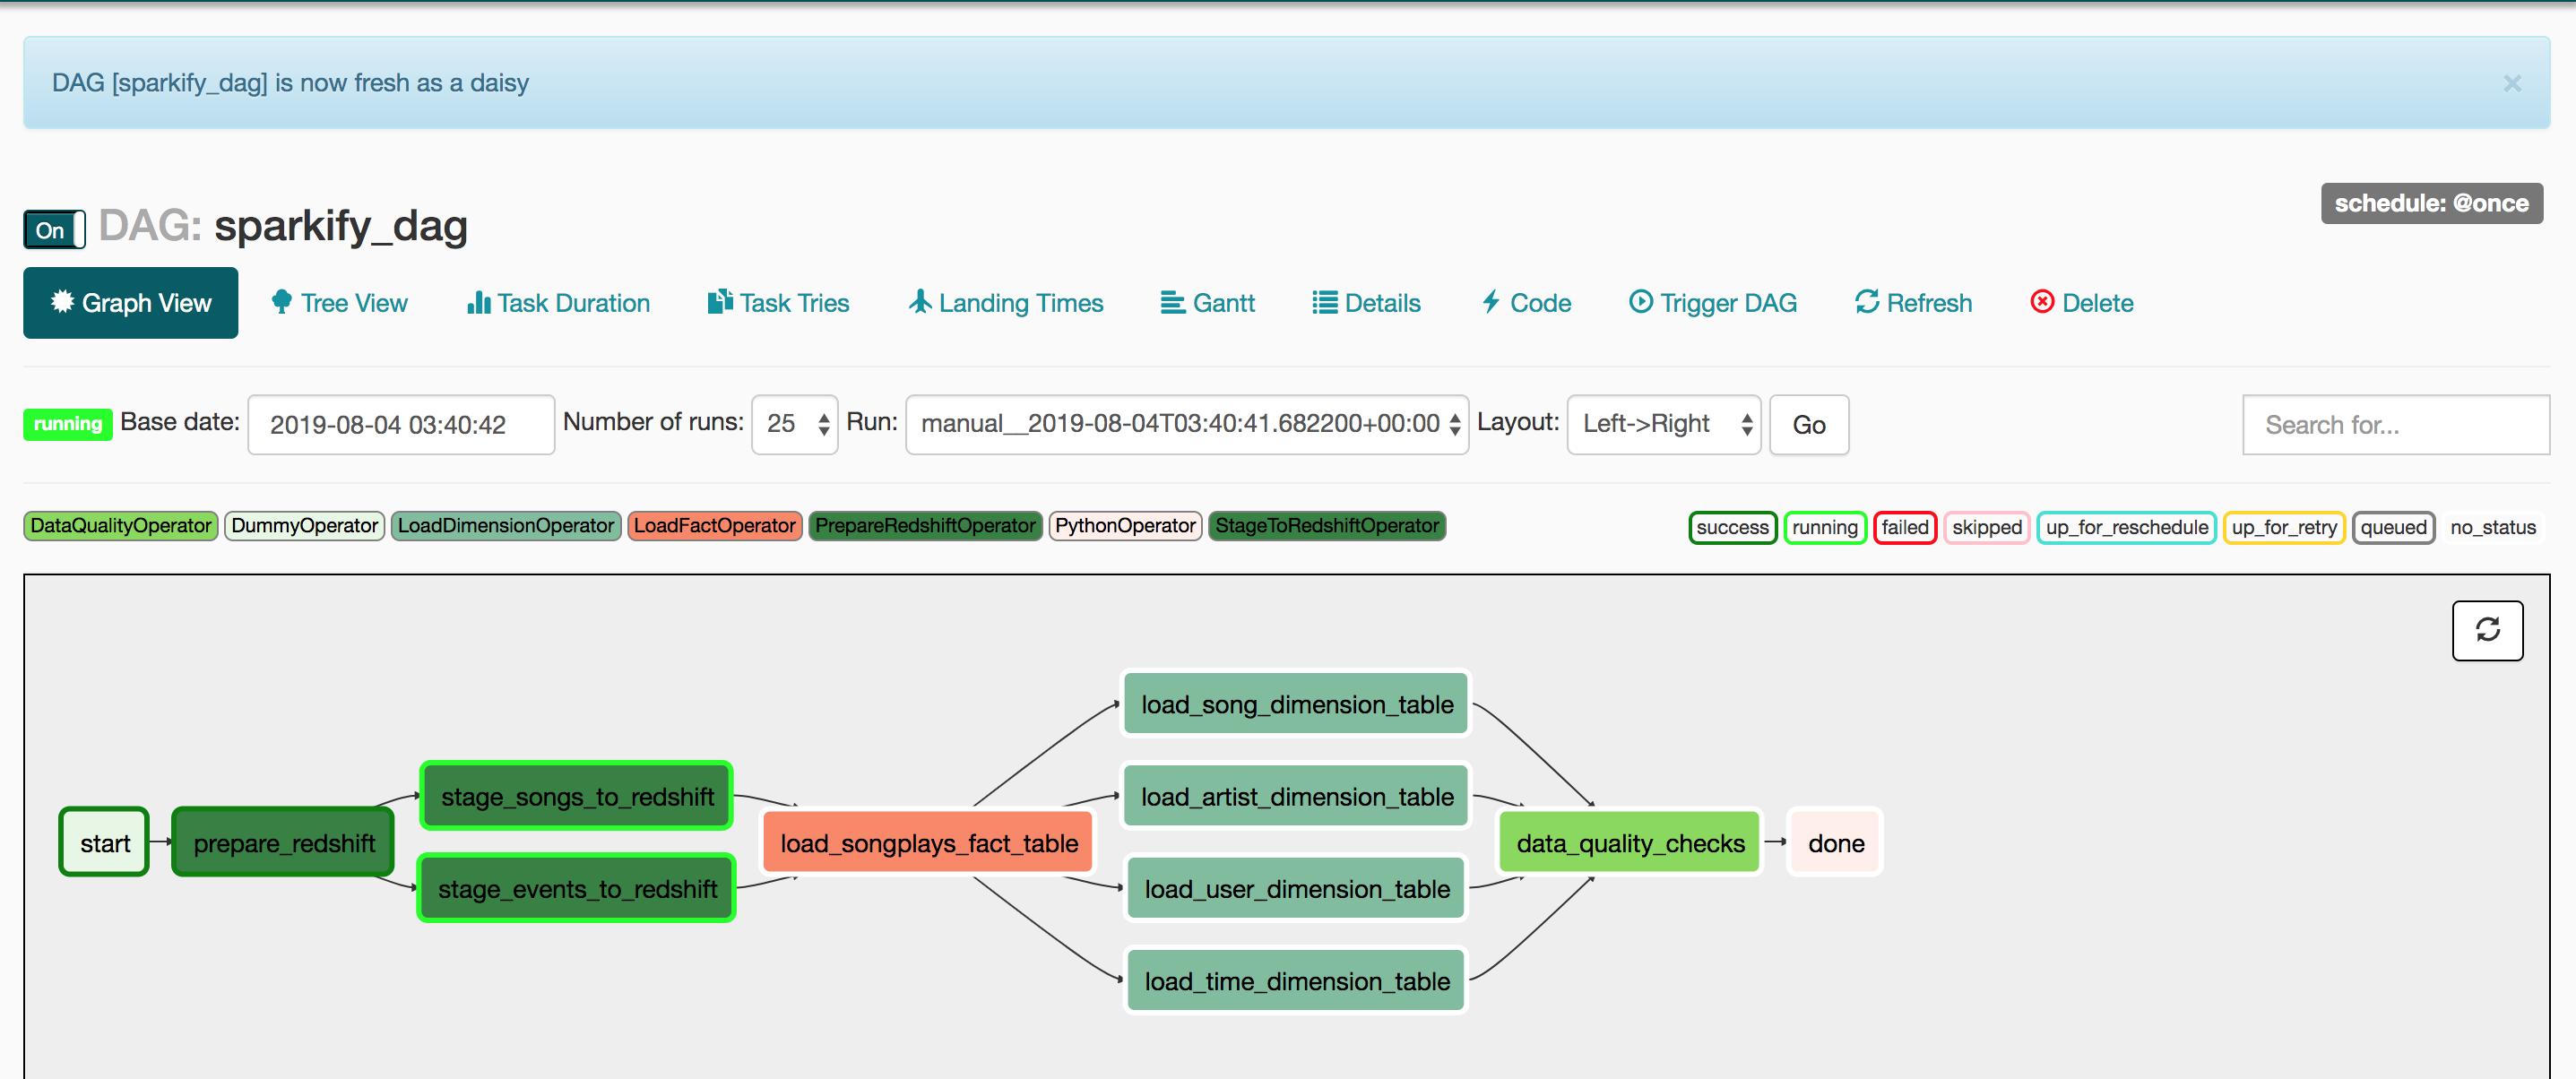 DAG [sparkify_dag] is now fresh as a daisy ×
schedule: @once
On DAG: sparkify_dag
Graph View Tree View Task Duration Task Tries Landing Times Gantt Details Code Trigger DAG Refresh Delete
running Base date: 2019-08-04 03:40:42 Number of runs: 25 Run: manual__2019-08-04T03:40:41.682200+00:00 Layout: Left->Right Go Search for...
DataQualityOperator DummyOperator LoadDimensionOperator LoadFactOperator PrepareRedshiftOperator PythonOperator StageToRedshiftOperator success running failed skipped up_for_reschedule up_for_retry queued no_status
start
prepare_redshift
stage_songs_to_redshift
stage_events_to_redshift
load_songplays_fact_table
load_song_dimension_table
load_artist_dimension_table
load_user_dimension_table
load_time_dimension_table
data_quality_checks
done